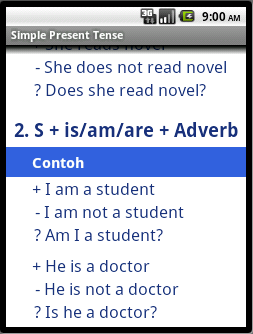 3G
9:00 AM
Simple Present Tense
+ She reads novel
- She does not read novel
? Does she read novel?
2. S + is/am/are + Adverb
Contoh
+ I am a student
- I am not a student
? Am I a student?
+ He is a doctor
- He is not a doctor
? Is he a doctor?